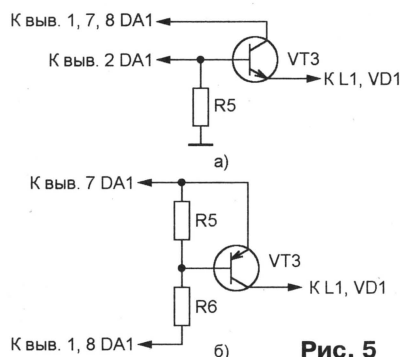 К выв. 1, 7, 8 DA1
К выв. 2 DA1
VT3
К L1, VD1
R5
а)
К выв. 7 DA1
R5
VT3
К L1, VD1
R6
К выв. 1, 8 DA1
б)
Рис. 5